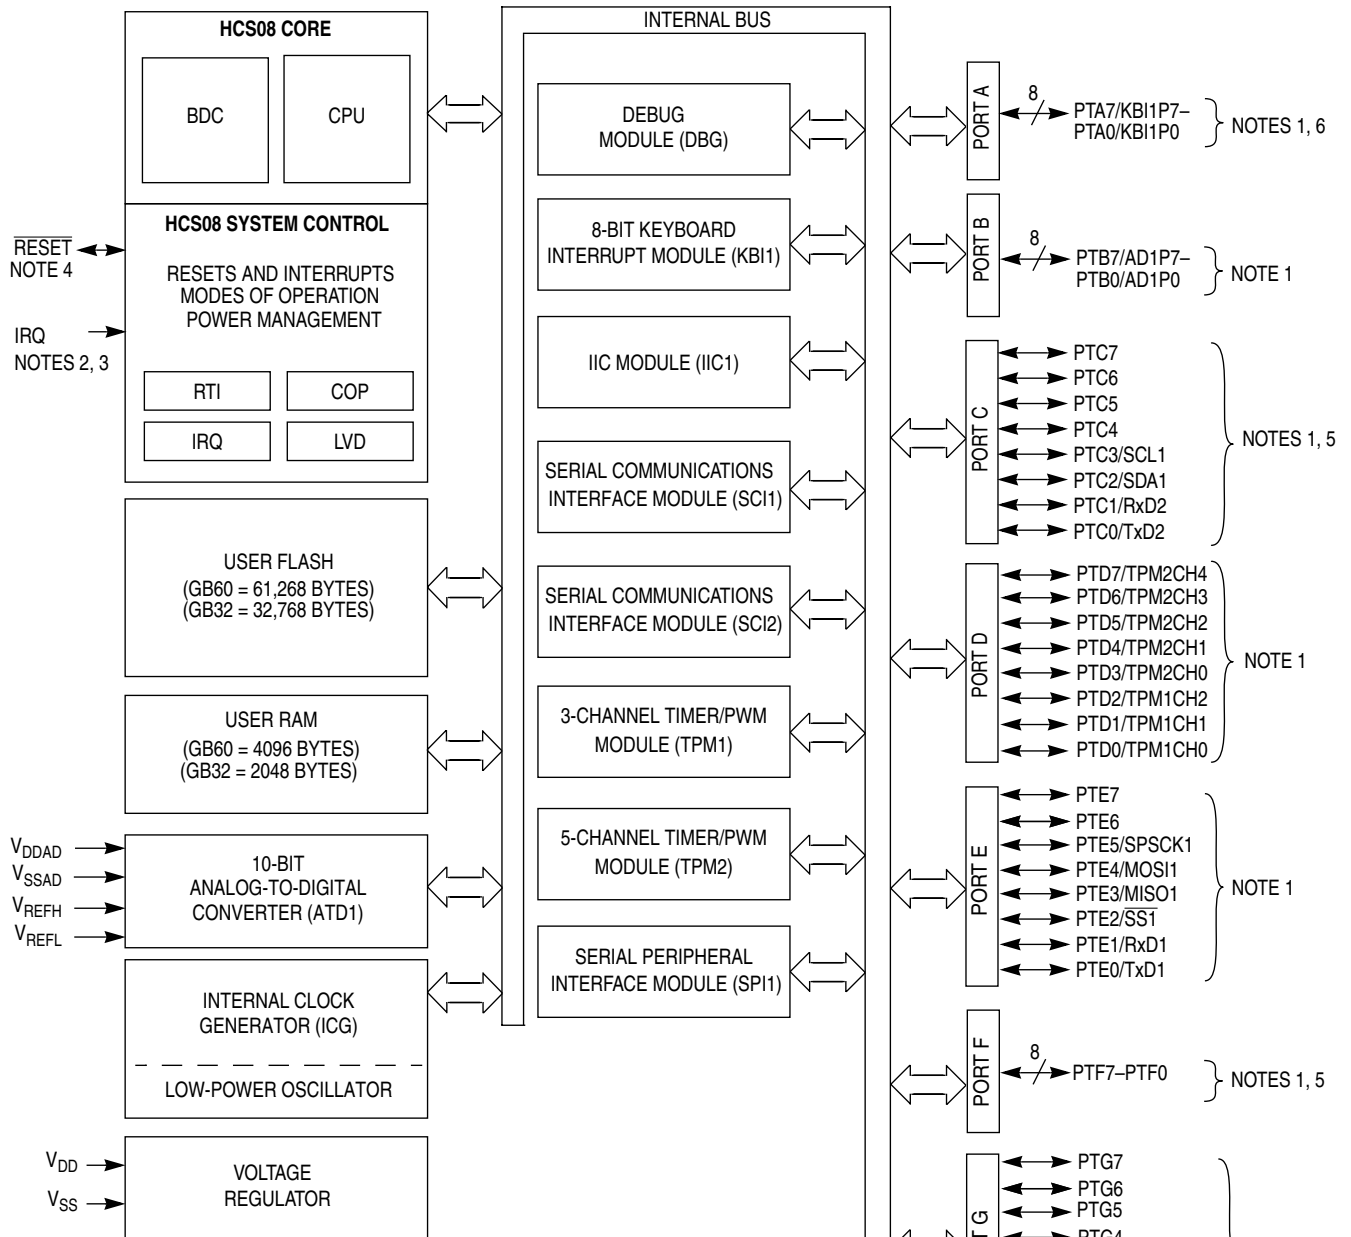 HCS08 CORE
BDC
CPU
HCS08 SYSTEM CONTROL
RESETS AND INTERRUPTS
MODES OF OPERATION
POWER MANAGEMENT
RTI
COP
IRQ
LVD
RESET
NOTE 4
IRQ
NOTES 2, 3
USER FLASH
(GB60 = 61,268 BYTES)
(GB32 = 32,768 BYTES)
USER RAM
(GB60 = 4096 BYTES)
(GB32 = 2048 BYTES)
VDDAD
VSSAD
VREFH
VREFL
10-BIT
ANALOG-TO-DIGITAL
CONVERTER (ATD1)
INTERNAL CLOCK
GENERATOR (ICG)
LOW-POWER OSCILLATOR
VDD
VSS
VOLTAGE
REGULATOR
INTERNAL BUS
DEBUG
MODULE (DBG)
8-BIT KEYBOARD
INTERRUPT MODULE (KBI1)
IIC MODULE (IIC1)
SERIAL COMMUNICATIONS
INTERFACE MODULE (SCI1)
SERIAL COMMUNICATIONS
INTERFACE MODULE (SCI2)
3-CHANNEL TIMER/PWM
MODULE (TPM1)
5-CHANNEL TIMER/PWM
MODULE (TPM2)
SERIAL PERIPHERAL
INTERFACE MODULE (SPI1)
PORT A
8
PTA7/KBI1P7–
PTA0/KBI1P0
NOTES 1, 6
PORT B
8
PTB7/AD1P7–
PTB0/AD1P0
NOTE 1
PORT C
PTC7
PTC6
PTC5
PTC4
PTC3/SCL1
PTC2/SDA1
PTC1/RxD2
PTC0/TxD2
NOTES 1, 5
PORT D
PTD7/TPM2CH4
PTD6/TPM2CH3
PTD5/TPM2CH2
PTD4/TPM2CH1
PTD3/TPM2CH0
PTD2/TPM1CH2
PTD1/TPM1CH1
PTD0/TPM1CH0
NOTE 1
PORT E
PTE7
PTE6
PTE5/SPSCK1
PTE4/MOSI1
PTE3/MISO1
PTE2/SS1
PTE1/RxD1
PTE0/TxD1
NOTE 1
PORT F
8
PTF7–PTF0
NOTES 1, 5
T G
PTG7
PTG6
PTG5
PTG4